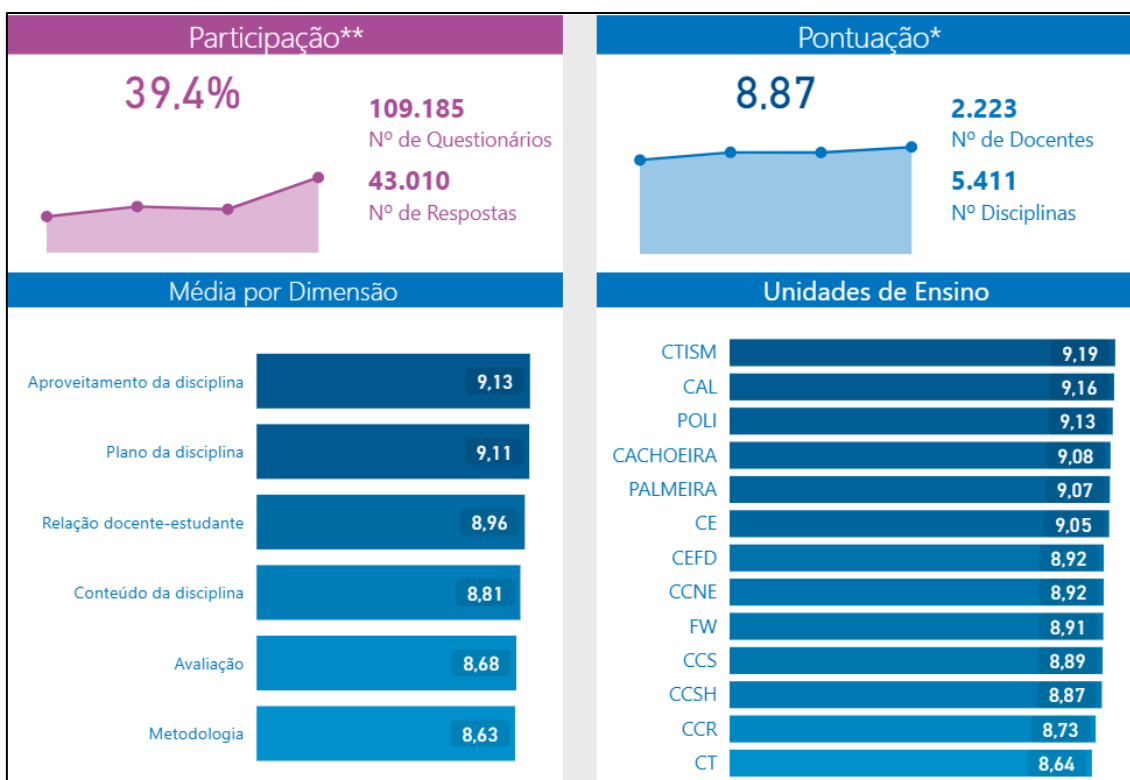 Participação**
39,4%
109.185
Nº de Questionários
43.010
Nº de Respostas
Pontuação*
8,87
2.223
Nº de Docentes
5.411
Nº Disciplinas
Média por Dimensão
Aproveitamento da disciplina 9,13
Plano da disciplina 9,11
Relação docente-estudante 8,96
Conteúdo da disciplina 8,81
Avaliação 8,68
Metodologia 8,63
Unidades de Ensino
CTISM 9,19
CAL 9,16
POLI 9,13
CACHOEIRA 9,08
PALMEIRA 9,07
CE 9,05
CEFD 8,92
CCNE 8,92
FW 8,91
CCS 8,89
CCSH 8,87
CCR 8,73
CT 8,64